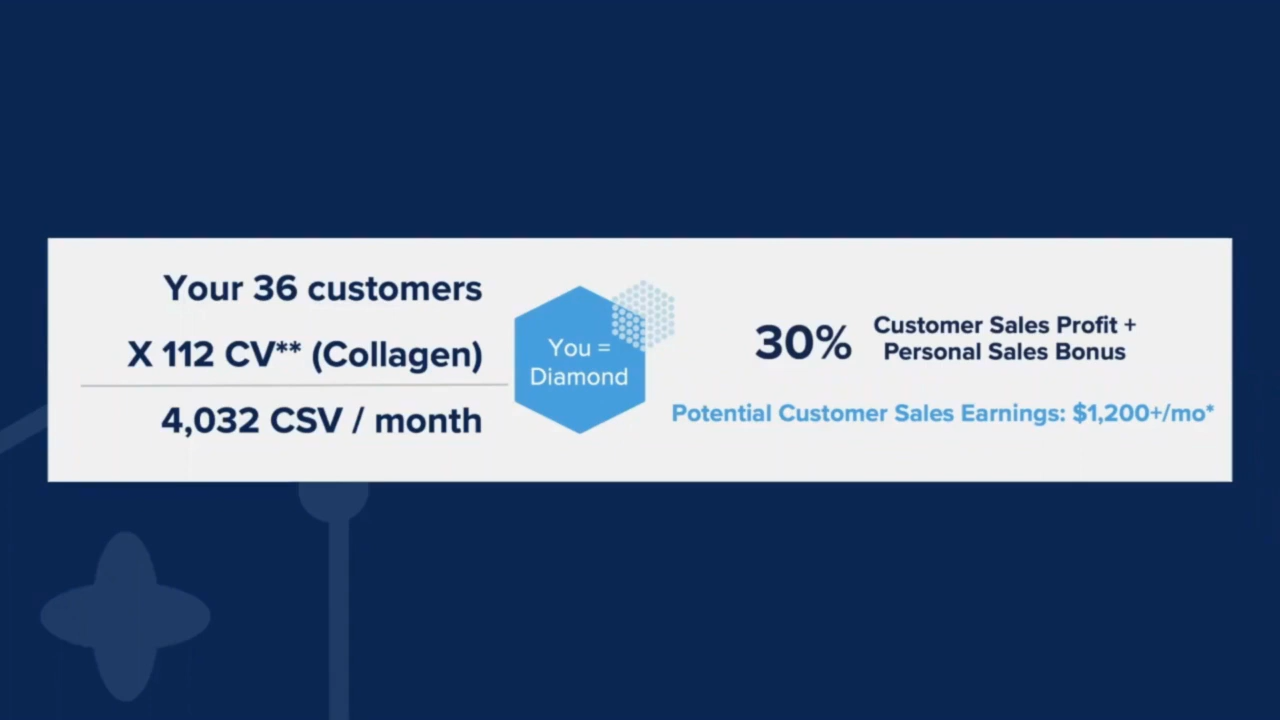 Your 36 customers
X 112 CV** (Collagen)
4,032 CSV / month
You =
Diamond
30%
Customer Sales Profit +
Personal Sales Bonus
Potential Customer Sales Earnings: $1,200+/mo*